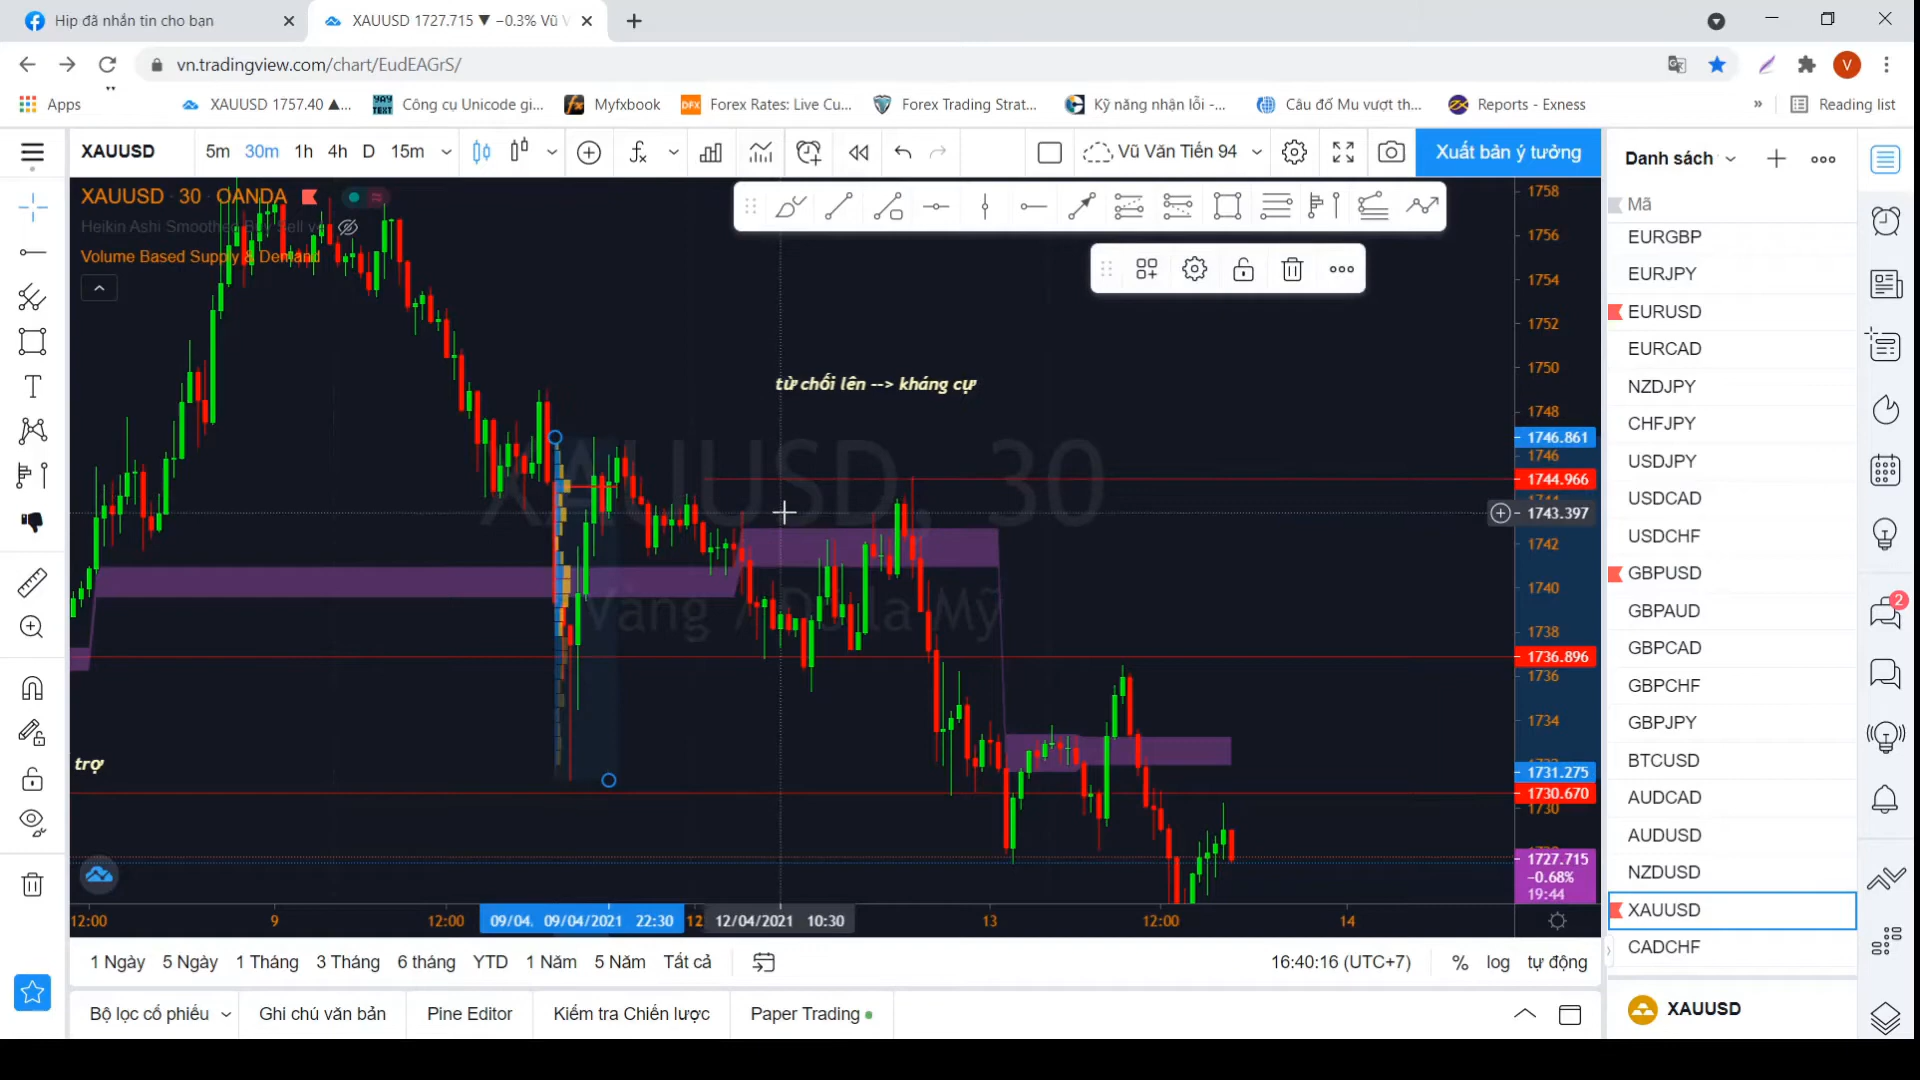 Hip đã nhắn tin cho bạn
XAUUSD 1727.715 ▼ −0.3% Vũ V
vn.tradingview.com/chart/EudEAGrS/
V
Apps
XAUUSD 1757.40 ▲...
Công cụ Unicode gi...
Myfxbook
Forex Rates: Live Cu...
Forex Trading Strat...
Kỹ năng nhận lỗi -...
Câu đố Mu vượt th...
Reports - Exness
»
Reading list
XAUUSD
5m 30m 1h 4h D 15m
Vũ Văn Tiến 94
Xuất bản ý tưởng
Danh sách
XAUUSD · 30 · OANDA
Heikin Ashi Smoothed Buy Sell v
Volume Based Supply & Demand
từ chối lên --> kháng cự
XAUUSD, 30
Vàng / Đô la Mỹ
trợ
1758
1756
1754
1752
1750
1748
1746.861
1746
1744.966
1743.397
1742
1740
1738
1736.896
1736
1734
1731.275
1730.670
1730
1727.715
−0.68%
19:44
12:00 9 12:00 09/04. 09/04/2021 22:30 12 12/04/2021 10:30 13 12:00 14
1 Ngày 5 Ngày 1 Tháng 3 Tháng 6 tháng YTD 1 Năm 5 Năm Tất cả
16:40:16 (UTC+7) % log tự động
Bộ lọc cổ phiếu Ghi chú văn bản Pine Editor Kiểm tra Chiến lược Paper Trading
Mã
EURGBP
EURJPY
EURUSD
EURCAD
NZDJPY
CHFJPY
USDJPY
USDCAD
USDCHF
GBPUSD
GBPAUD
GBPCAD
GBPCHF
GBPJPY
BTCUSD
AUDCAD
AUDUSD
NZDUSD
XAUUSD
CADCHF
XAUUSD
2